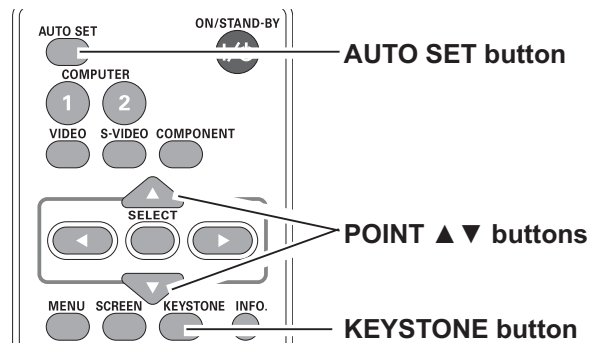 AUTO SET
ON/STAND-BY
AUTO SET button
COMPUTER
1 2
VIDEO S-VIDEO COMPONENT
SELECT
POINT ▲▼ buttons
MENU SCREEN KEYSTONE INFO.
KEYSTONE button